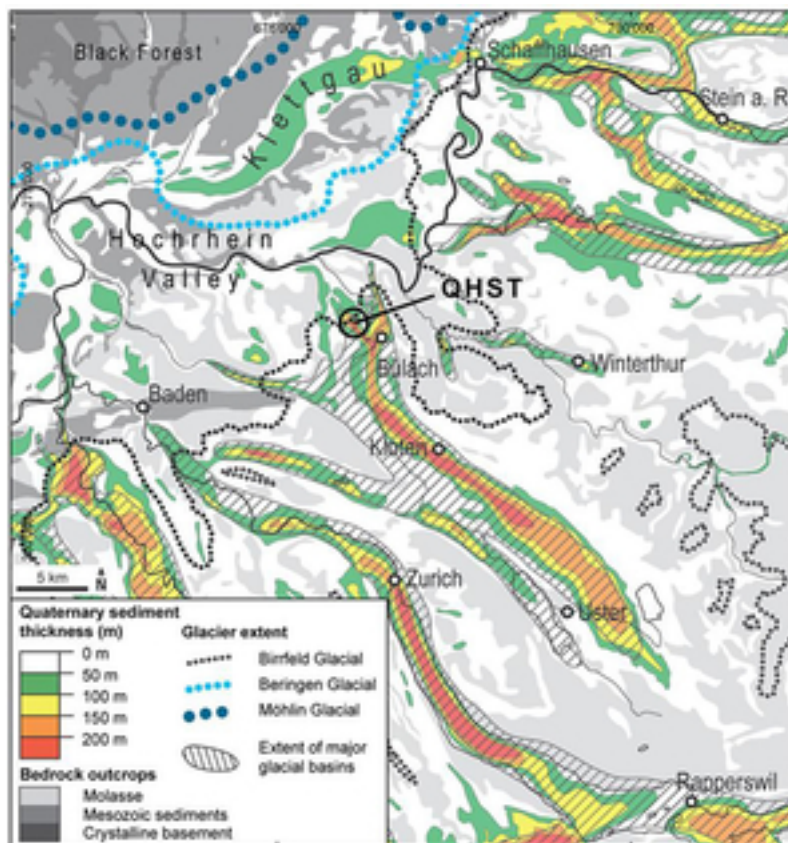 Black Forest
Klettgau
Schaffhausen
Stein a. R
Hochrhein
Valley
QHST
Bülach
Winterthur
Baden
Kloten
5 km
N
Zurich
Uster
Rapperswil
Quaternary sediment
thickness (m)
0 m
50 m
100 m
150 m
200 m
Glacier extent
Birrfeld Glacial
Beringen Glacial
Möhlin Glacial
Extent of major
glacial basins
Bedrock outcrops
Molasse
Mesozoic sediments
Crystalline basement